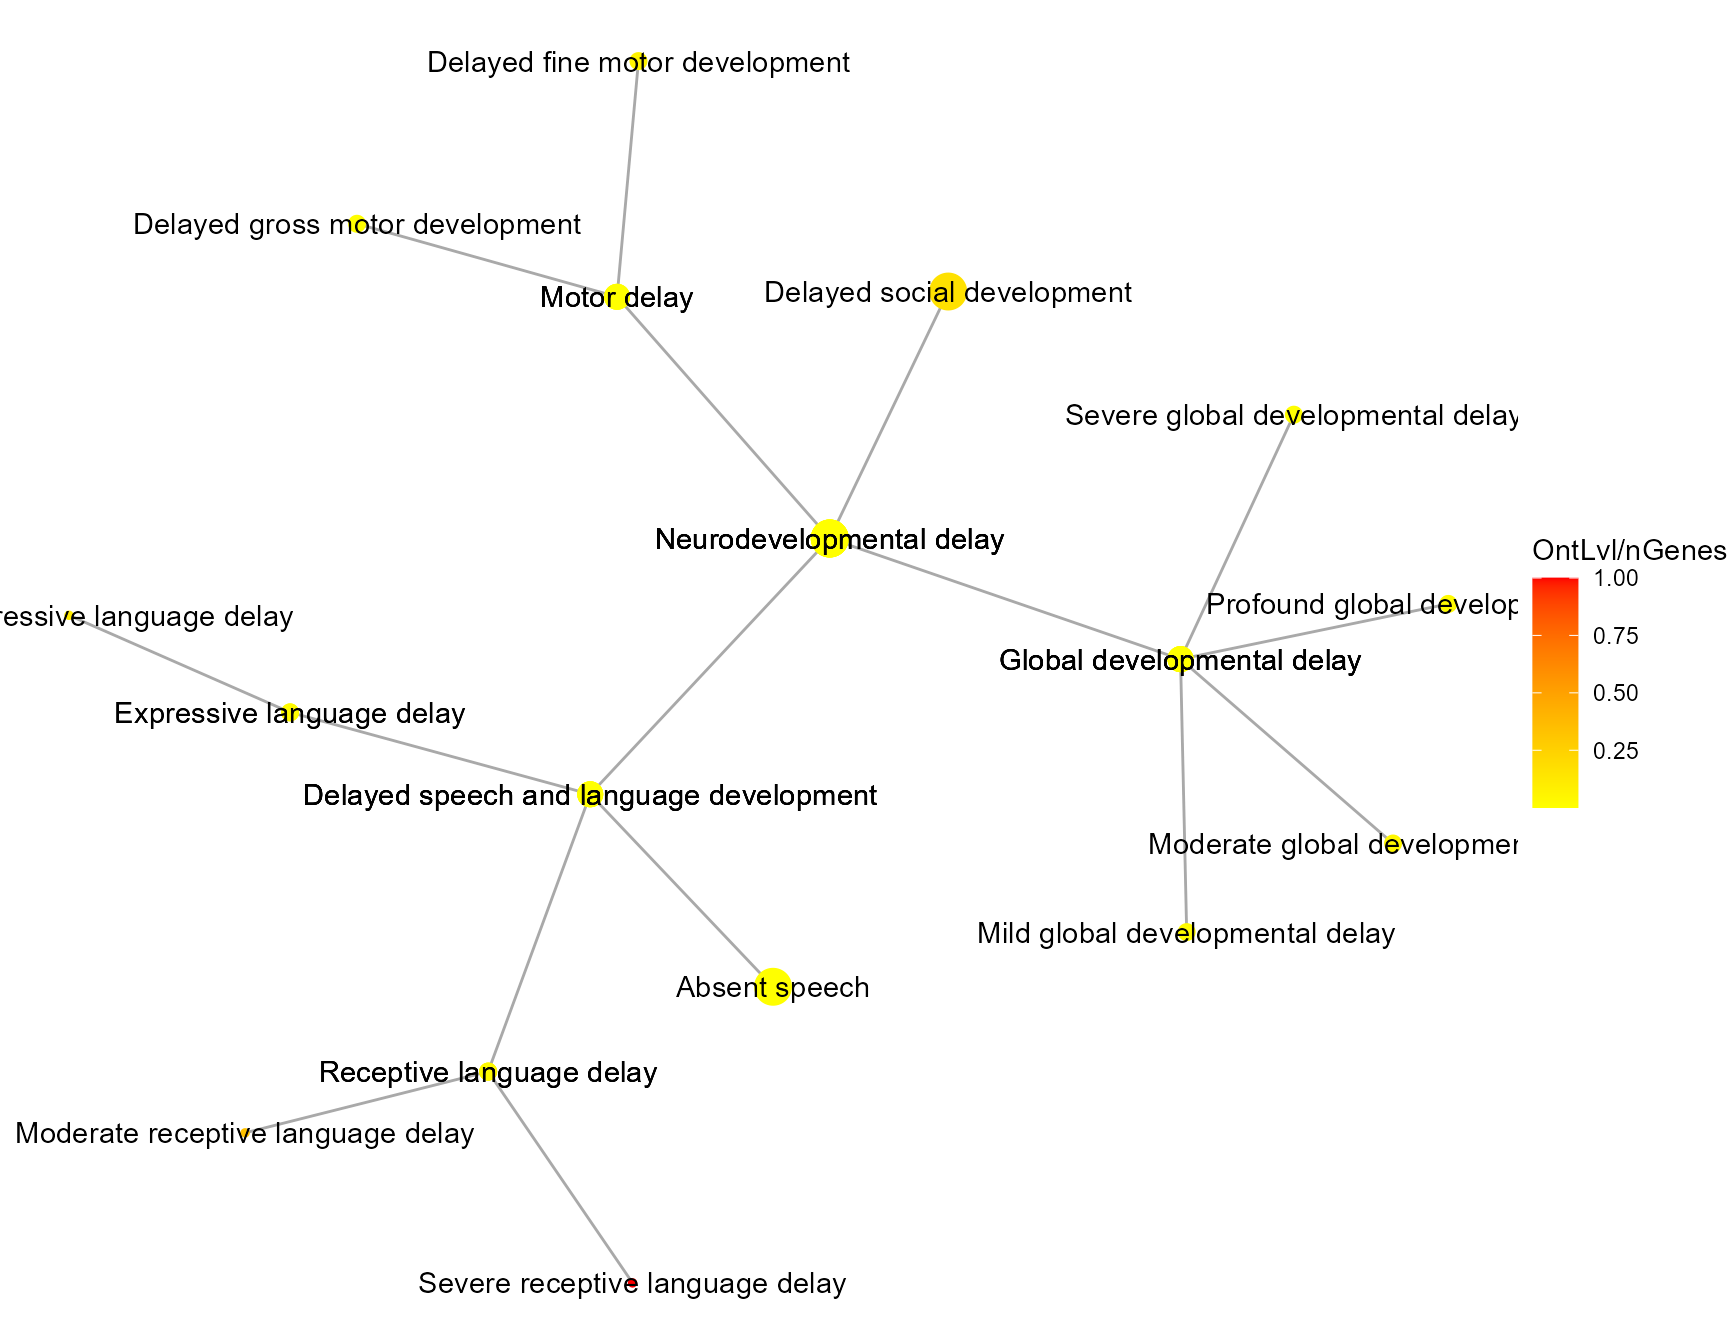 Delayed fine motor development
Delayed gross motor development
Delayed social development
Motor delay
Severe global developmental delay
Neurodevelopmental delay
OntLvl/nGenes
1.00
0.75
0.50
0.25
Profound global develop
ressive language delay
Global developmental delay
Expressive language delay
Delayed speech and language development
Moderate global developmen
Mild global developmental delay
Absent speech
Receptive language delay
Moderate receptive language delay
Severe receptive language delay